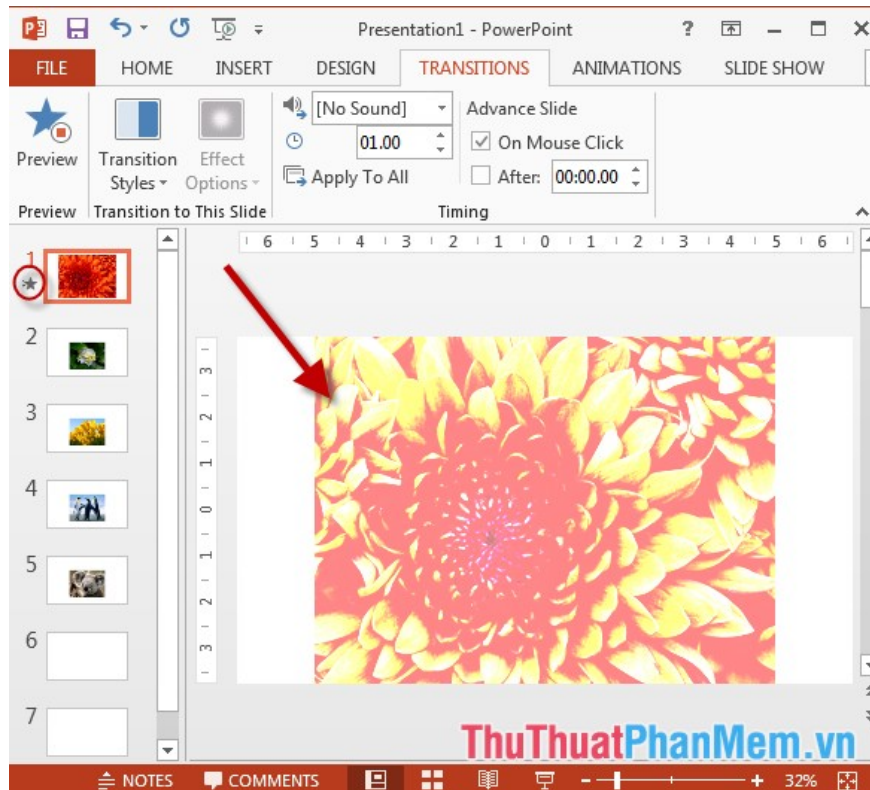 Presentation1 - PowerPoint ?
FILE HOME INSERT DESIGN TRANSITIONS ANIMATIONS SLIDE SHOW
[No Sound] Advance Slide
01.00 On Mouse Click
Preview Transition Styles Effect Options Apply To All After: 00:00.00
Preview Transition to This Slide Timing
6 5 4 3 2 1 0 1 2 3 4 5 6
1
2
3
4
5
6
7
3
2
1
0
1
2
3
ThuThuatPhanMem.vn
NOTES COMMENTS 32%